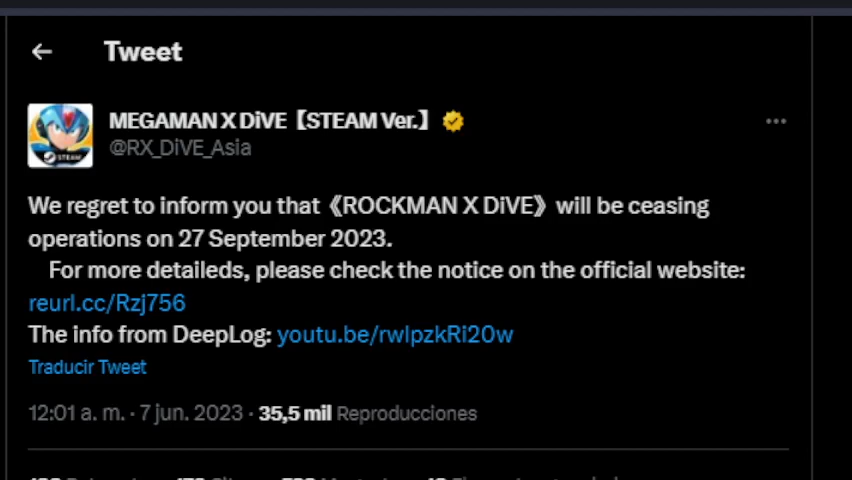 ← Tweet
MEGAMAN X DiVE【STEAM Ver.】
@RX_DiVE_Asia
STEAM
We regret to inform you that《ROCKMAN X DiVE》will be ceasing
operations on 27 September 2023.
For more detaileds, please check the notice on the official website:
reurl.cc/Rzj756
The info from DeepLog: youtu.be/rwlpzkRi20w
Traducir Tweet
12:01 a. m. · 7 jun. 2023 · 35,5 mil Reproducciones